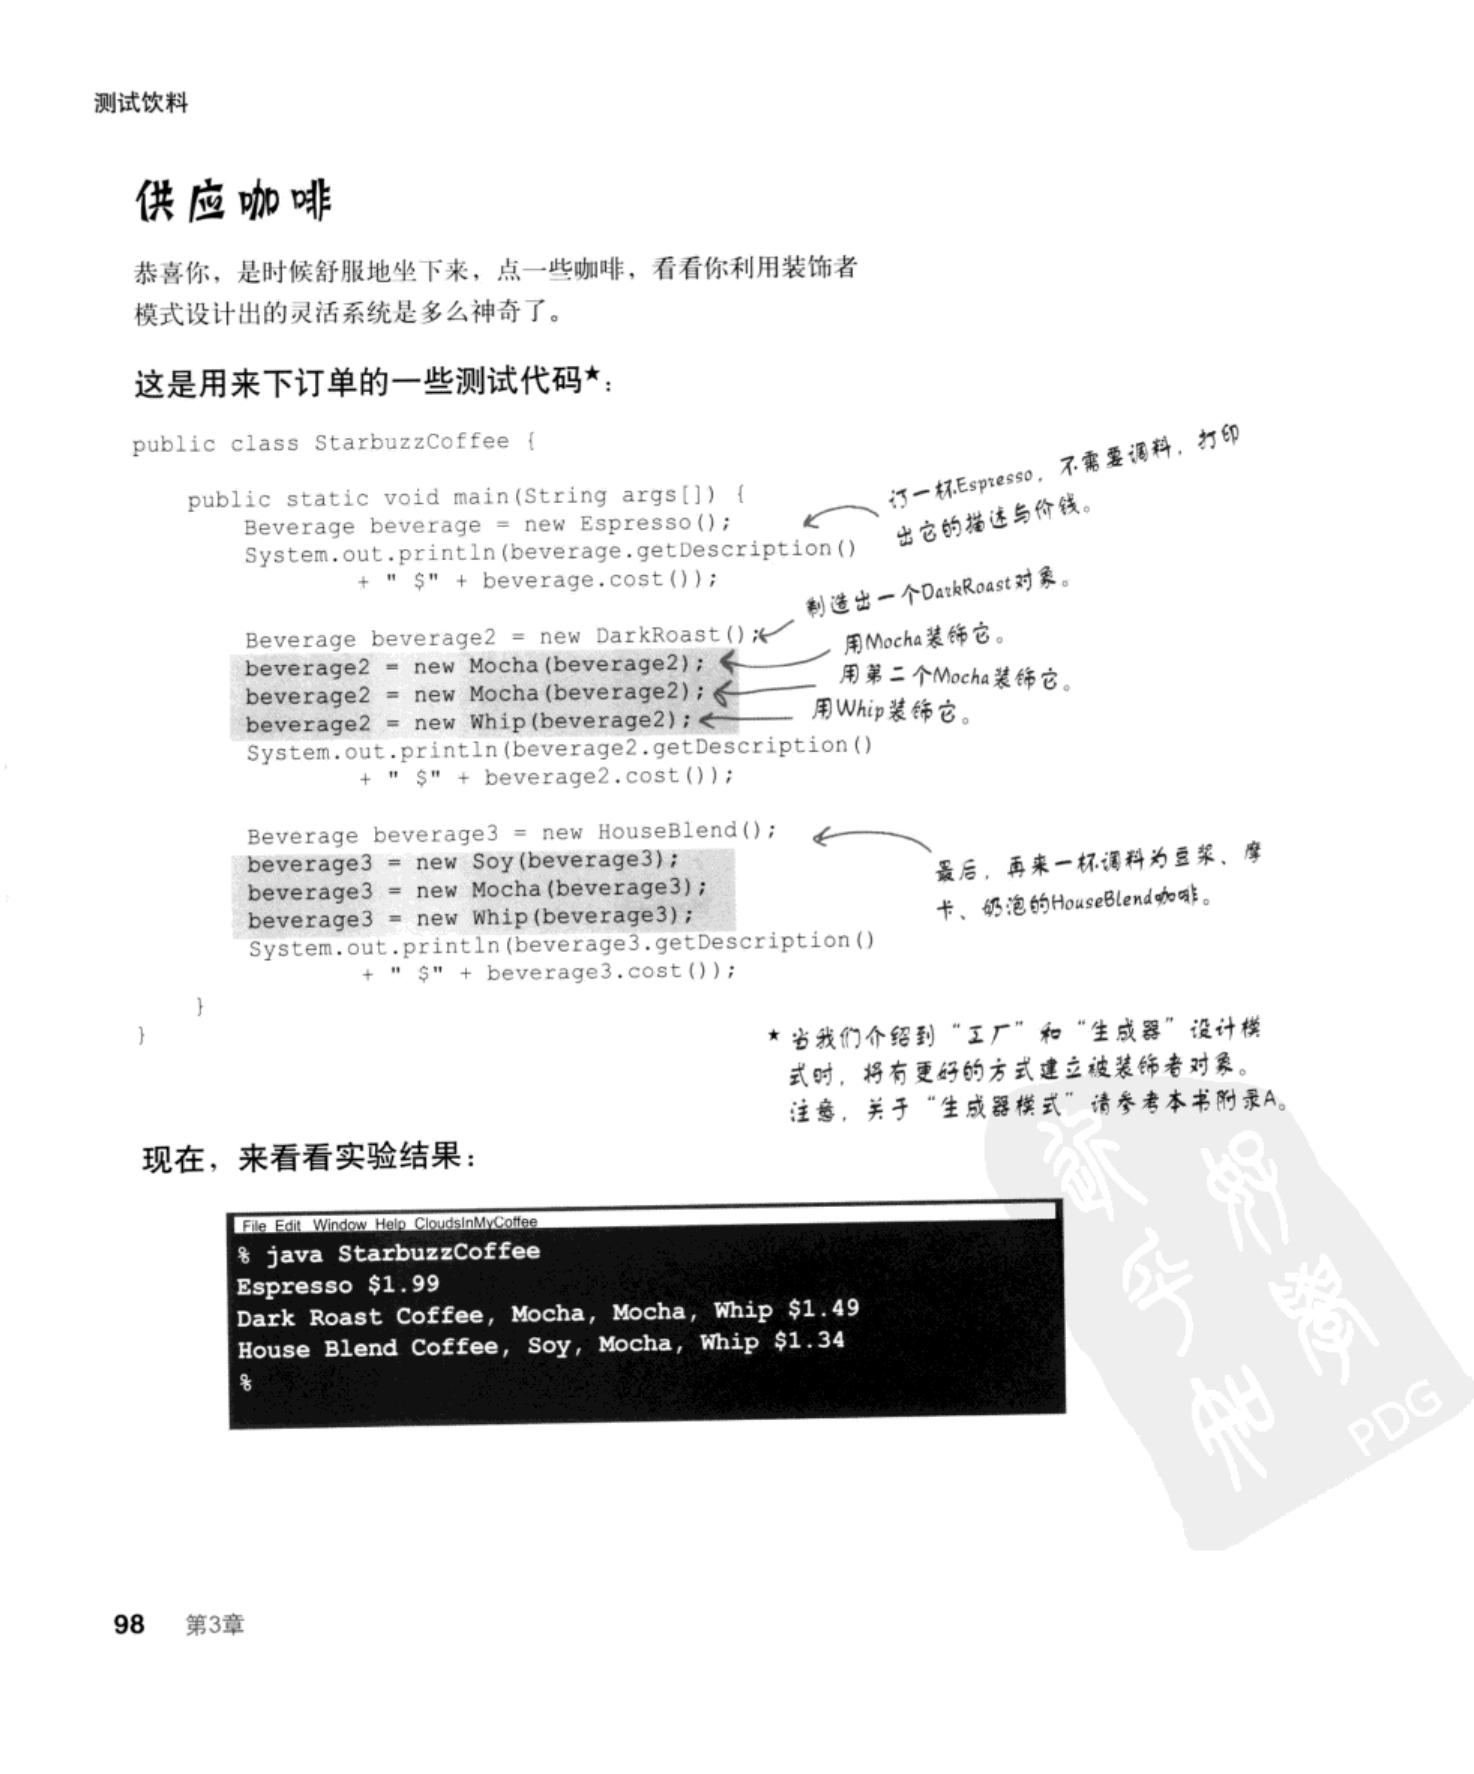 测试饮料
供应咖啡
恭喜你，是时候舒服地坐下来，点一些咖啡，看看你利用装饰者
模式设计出的灵活系统是多么神奇了。
这是用来下订单的一些测试代码★：
public class StarbuzzCoffee {
public static void main(String args[]) {
Beverage beverage = new Espresso();
System.out.println(beverage.getDescription()
+ " $" + beverage.cost());
订一杯Espresso，不需要调料，打印
出它的描述与价钱。
Beverage beverage2 = new DarkRoast();
制造出一个DarkRoast对象。
beverage2 = new Mocha(beverage2);
用Mocha装饰它。
beverage2 = new Mocha(beverage2);
用第二个Mocha装饰它。
beverage2 = new Whip(beverage2);
用Whip装饰它。
System.out.println(beverage2.getDescription()
+ " $" + beverage2.cost());
Beverage beverage3 = new HouseBlend();
beverage3 = new Soy(beverage3);
beverage3 = new Mocha(beverage3);
beverage3 = new Whip(beverage3);
最后，再来一杯调料为豆浆、摩
卡、奶泡的HouseBlend咖啡。
System.out.println(beverage3.getDescription()
+ " $" + beverage3.cost());
}
}
★ 当我们介绍到“工厂”和“生成器”设计模
式时，将有更好的方式建立被装饰者对象。
注意，关于“生成器模式”请参考本书附录A。
现在，来看看实验结果：
File Edit Window Help CloudsInMyCoffee
% java StarbuzzCoffee
Espresso $1.99
Dark Roast Coffee, Mocha, Mocha, Whip $1.49
House Blend Coffee, Soy, Mocha, Whip $1.34
%
PDG
98 第3章